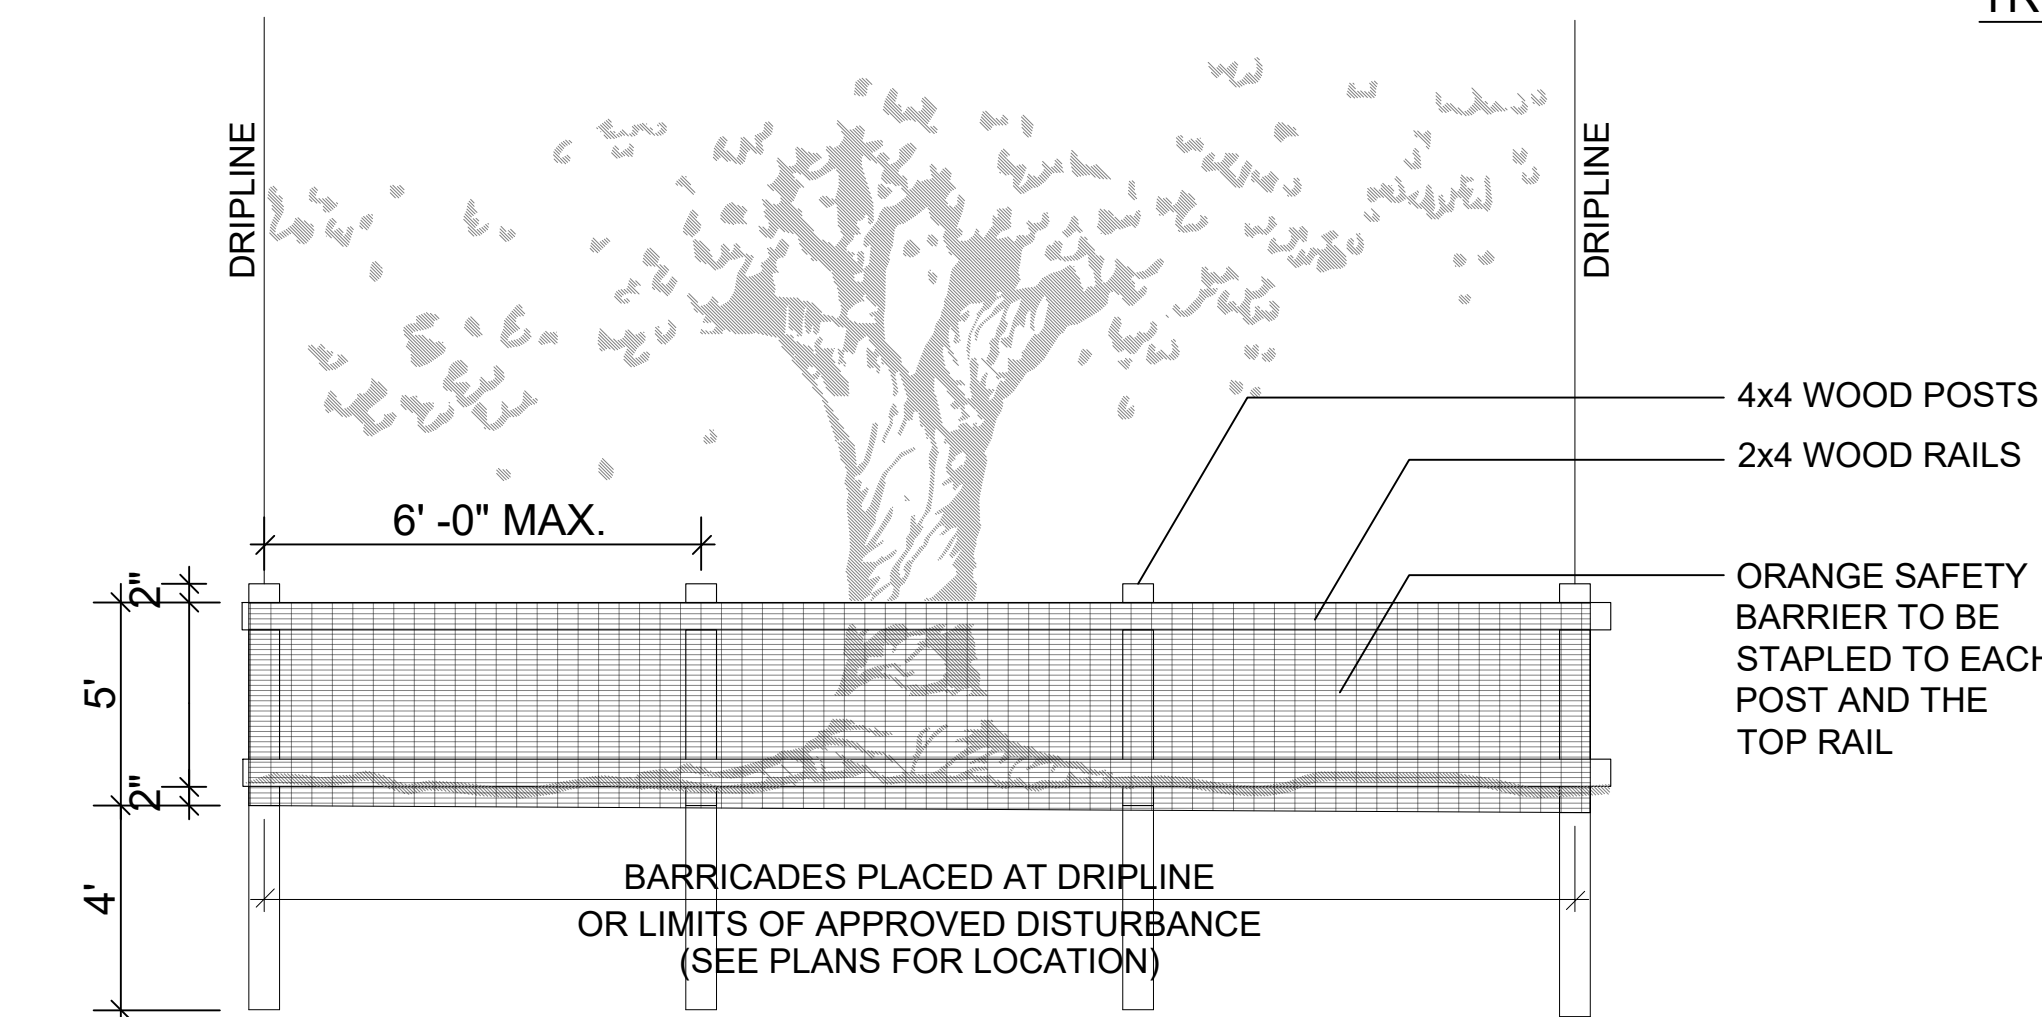 DRIPLINE
DRIPLINE
4x4 WOOD POSTS
2x4 WOOD RAILS
6' -0" MAX.
ORANGE SAFETY
BARRIER TO BE
STAPLED TO EACH
POST AND THE
TOP RAIL
2"
5'
2"
4'
BARRICADES PLACED AT DRIPLINE
OR LIMITS OF APPROVED DISTURBANCE
(SEE PLANS FOR LOCATION)